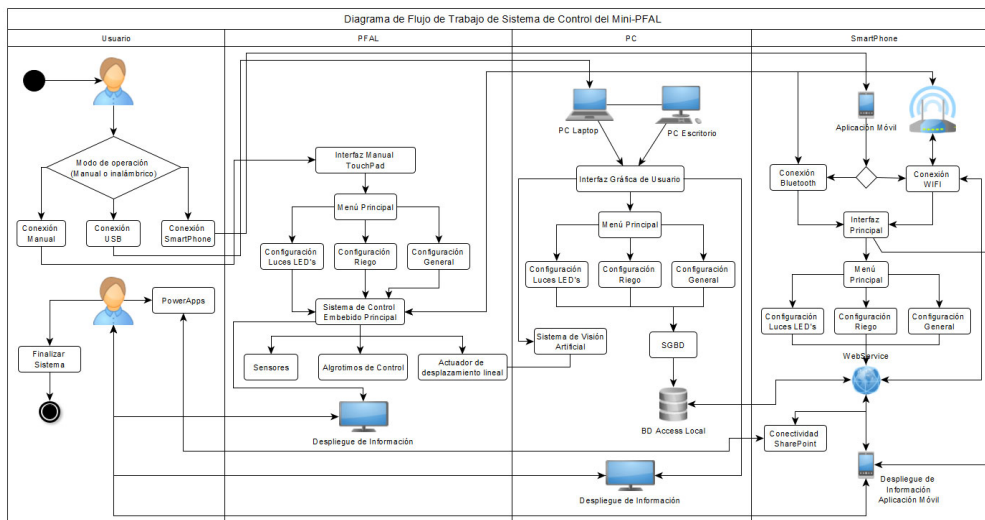 Diagrama de Flujo de Trabajo de Sistema de Control del Mini-PFAL
Usuario
PFAL
PC
SmartPhone
Modo de operación
(Manual o inalámbrico)
Conexión
Manual
Conexión
USB
Conexión
SmartPhone
PowerApps
Finalizar
Sistema
Interfaz Manual
TouchPad
Menú Principal
Configuración
Luces LED's
Configuración
Riego
Configuración
General
Sistema de Control
Embebido Principal
Sensores
Algrotimos de Control
Actuador de
desplazamiento lineal
Despliegue de Información
PC Laptop
PC Escritorio
Interfaz Gráfica de Usuario
Menú Principal
Configuración
Luces LED's
Configuración
Riego
Configuración
General
Sistema de Visión
Artificial
SGBD
BD Access Local
Despliegue de Información
Aplicación Móvil
Conexión
Bluetooth
Conexión
WIFI
Interfaz
Principal
Menú
Principal
Configuración
Luces LED's
Configuración
Riego
Configuración
General
WebService
Conectividad
SharePoint
Despliegue de
Información
Aplicación Móvil